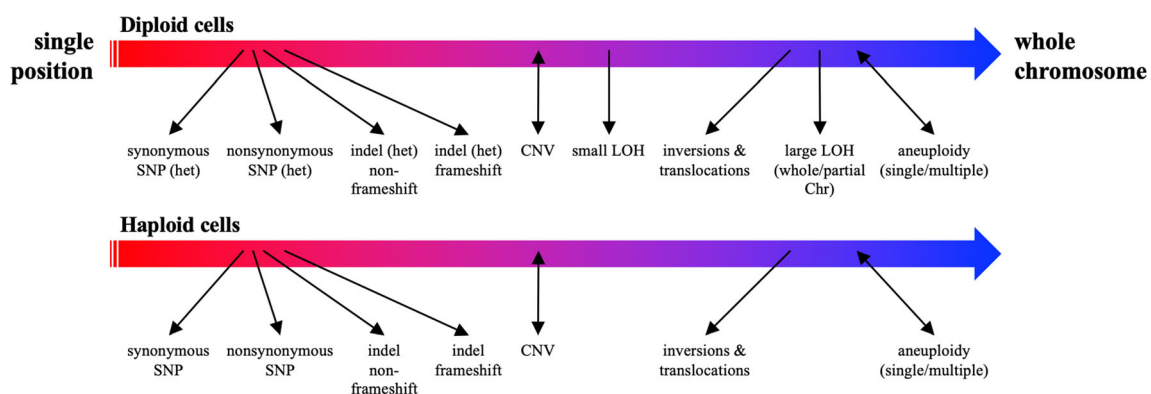 Diploid cells
single
position
whole
chromosome
synonymous
SNP (het)
nonsynonymous
SNP (het)
indel (het)
non-
frameshift
indel (het)
frameshift
CNV
small LOH
inversions &
translocations
large LOH
(whole/partial
Chr)
aneuploidy
(single/multiple)
Haploid cells
synonymous
SNP
nonsynonymous
SNP
indel
non-
frameshift
indel
frameshift
CNV
inversions &
translocations
aneuploidy
(single/multiple)